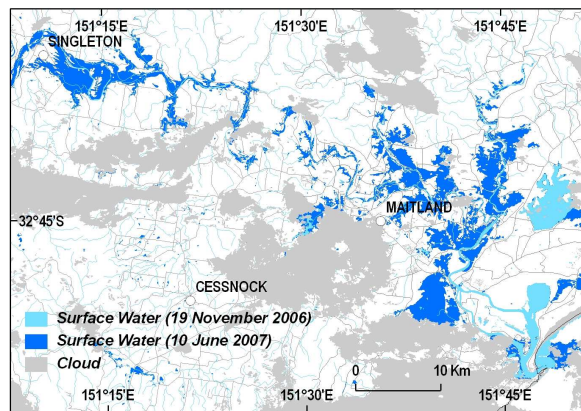 151°15'E 151°30'E 151°45'E
SINGLETON
32°45'S
MAITLAND
CESSNOCK
Surface Water (19 November 2006)
Surface Water (10 June 2007)
Cloud
0 10 Km
151°15'E 151°30'E 151°45'E